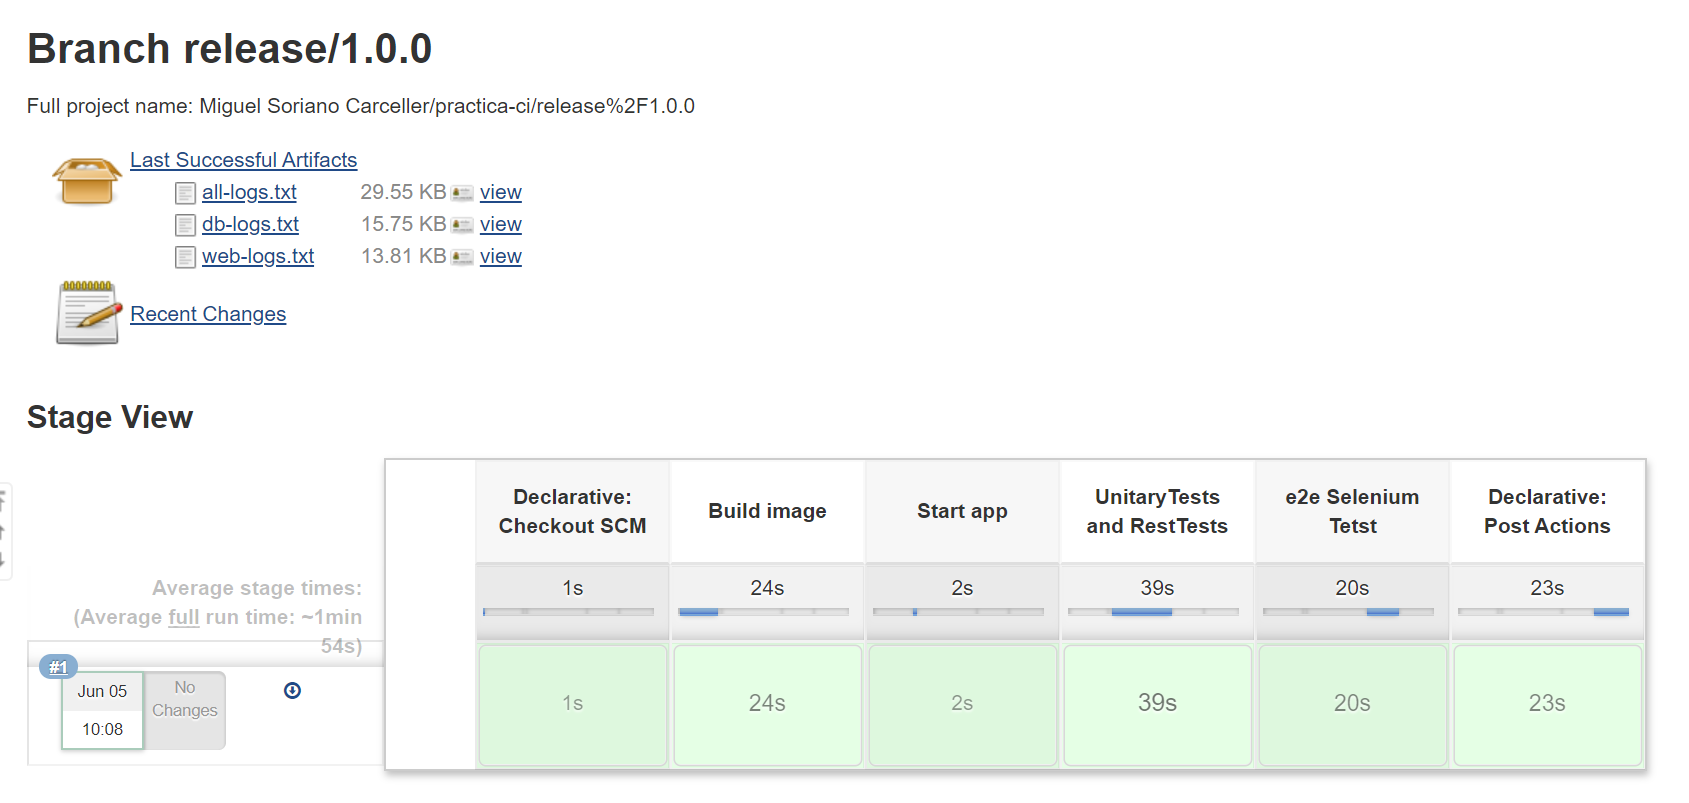 Branch release/1.0.0
Full project name: Miguel Soriano Carceller/practica-ci/release%2F1.0.0
Last Successful Artifacts
all-logs.txt 29.55 KB view
db-logs.txt 15.75 KB view
web-logs.txt 13.81 KB view
Recent Changes
Stage View
Declarative: Checkout SCM
Build image
Start app
UnitaryTests and RestTests
e2e Selenium Tetst
Declarative: Post Actions
Average stage times:
(Average full run time: ~1min
54s)
1s 24s 2s 39s 20s 23s
#1
Jun 05
10:08
No
Changes
1s 24s 2s 39s 20s 23s